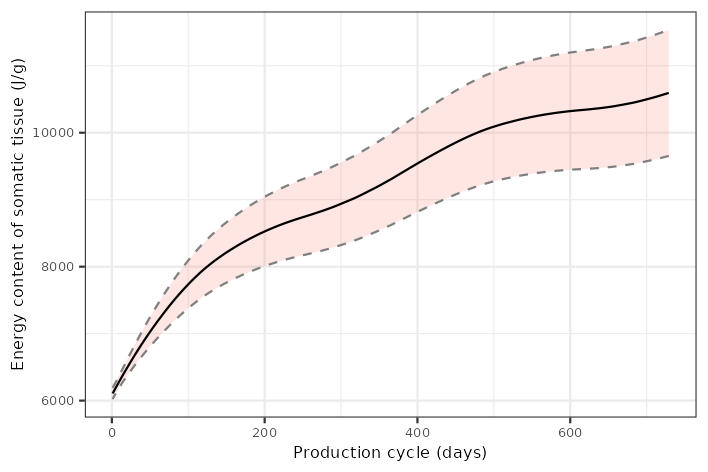 Energy content of somatic tissue (J/g)
10000
8000
6000
0 200 400 600
Production cycle (days)